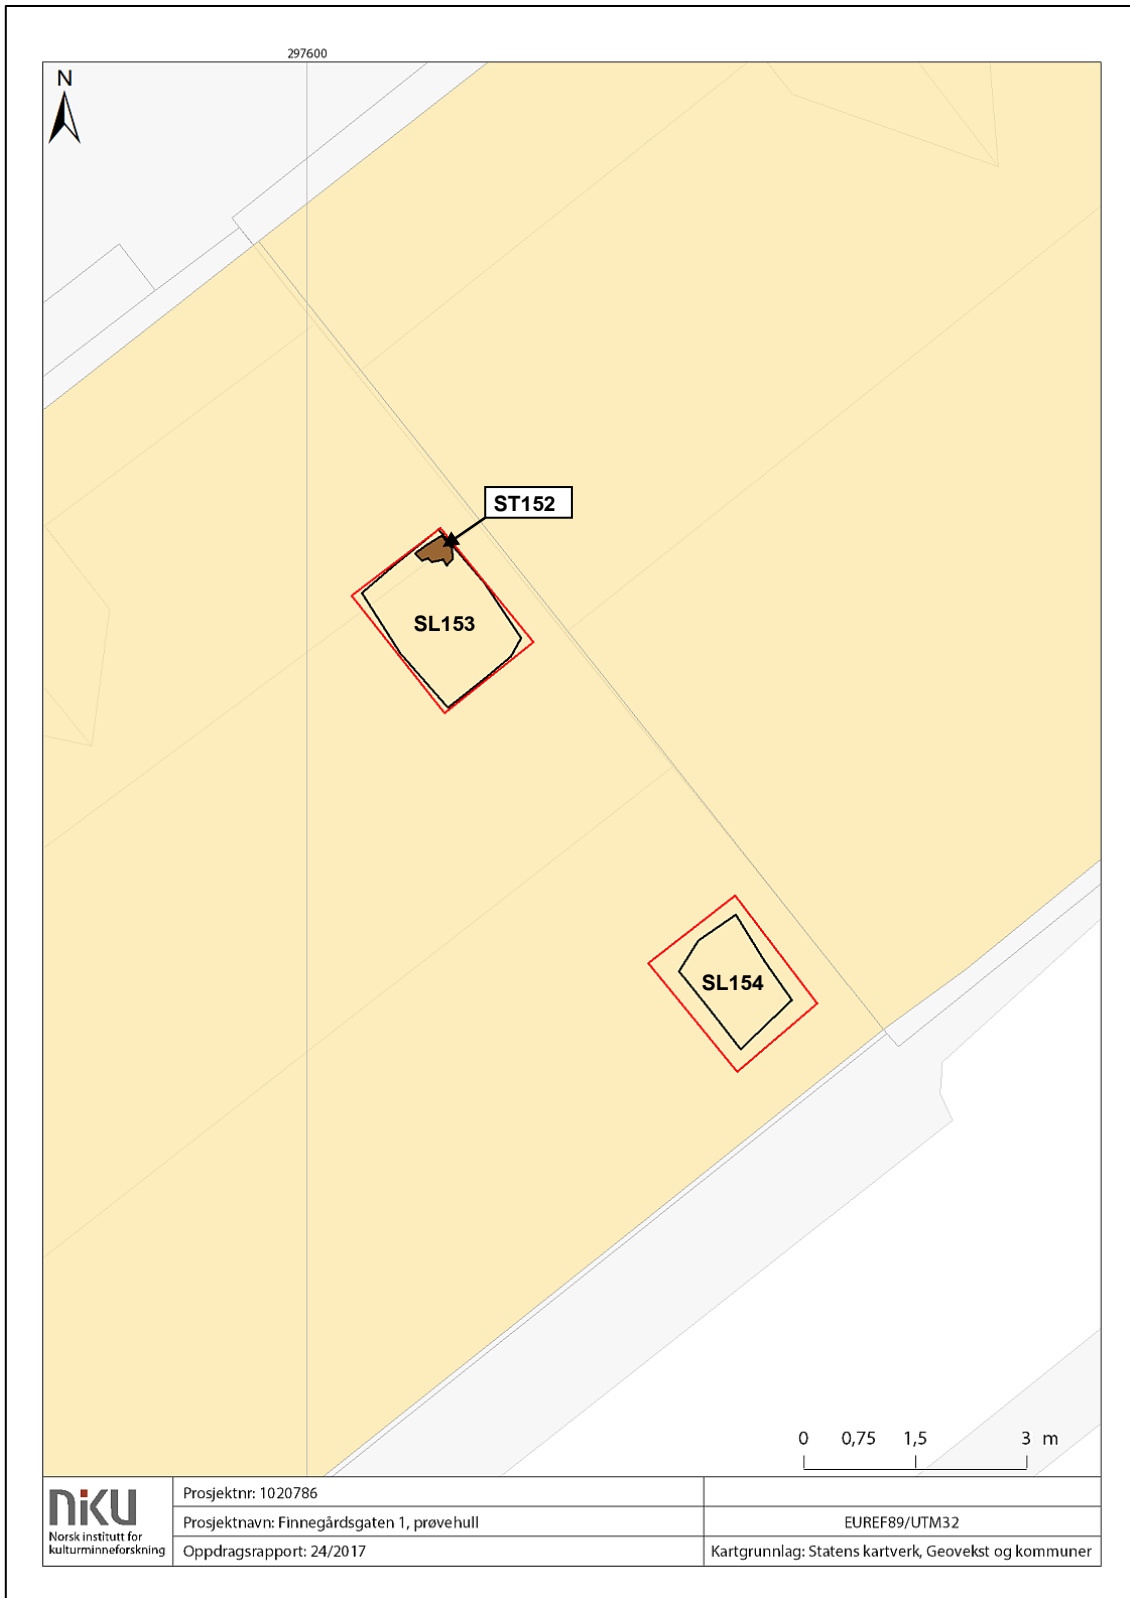 297600
N
ST152
SL153
SL154
0 0,75 1,5 3 m
niku
Norsk institutt for
kulturminneforskning
Prosjektnr: 1020786
Prosjektnavn: Finnegårdsgaten 1, prøvehull
EUREF89/UTM32
Oppdragsrapport: 24/2017
Kartgrunnlag: Statens kartverk, Geovekst og kommuner